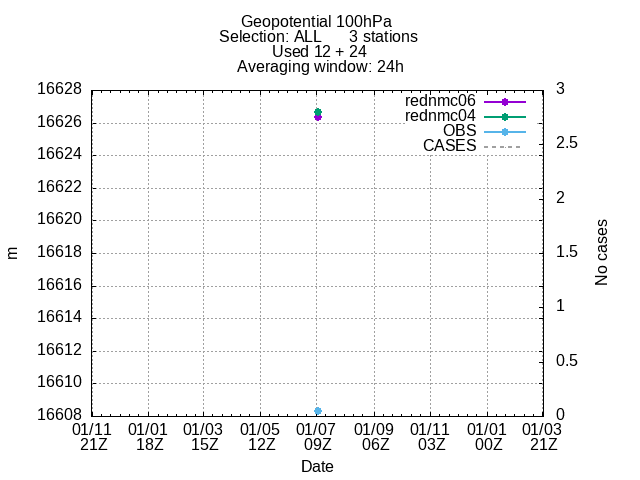 Geopotential 100hPa
Selection: ALL 3 stations
Used 12 + 24
Averaging window: 24h
rednmc06
rednmc04
OBS
CASES
16628
16626
16624
16622
16620
16618
16616
16614
16612
16610
16608
m
3
2.5
2
1.5
1
0.5
0
No cases
01/11 01/01 01/03 01/05 01/07 01/09 01/11 01/01 01/03
21Z 18Z 15Z 12Z 09Z 06Z 03Z 00Z 21Z
Date